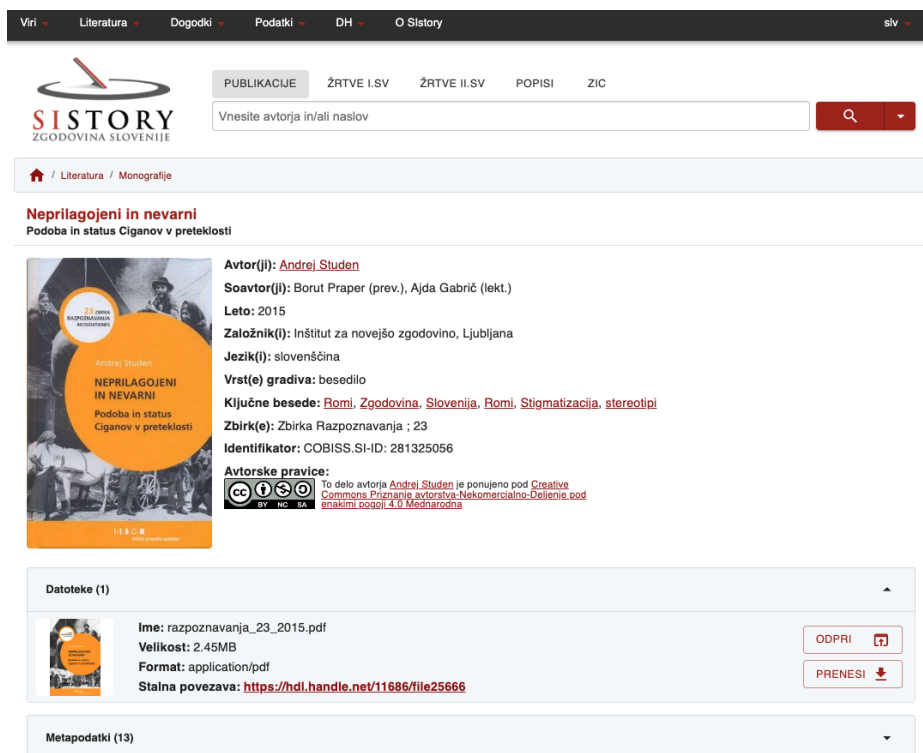 Viri Literatura Dogodki Podatki DH O SIstory slv
PUBLIKACIJE ŽRTVE I.SV ŽRTVE II.SV POPISI ZIC
Vnesite avtorja in/ali naslov
SISTORY
ZGODOVINA SLOVENIJE
/ Literatura / Monografije
Neprilagojeni in nevarni
Podoba in status Ciganov v preteklosti
23 ZBIRKA
RAZPOZNAVANJA
RECOGNITIONES
Andrej Studen
NEPRILAGOJENI
IN NEVARNI
Podoba in status
Ciganov v preteklosti
Avtor(ji): Andrej Studen
Soavtor(ji): Borut Praper (prev.), Ajda Gabrič (lekt.)
Leto: 2015
Založnik(i): Inštitut za novejšo zgodovino, Ljubljana
Jezik(i): slovenščina
Vrst(e) gradiva: besedilo
Ključne besede: Romi, Zgodovina, Slovenija, Romi, Stigmatizacija, stereotipi
Zbirk(e): Zbirka Razpoznavanja ; 23
Identifikator: COBISS.SI-ID: 281325056
Avtorske pravice:
cc BY NC SA
To delo avtorja Andrej Studen je ponujeno pod Creative
Commons Priznanje avtorstva-Nekomercialno-Deljenje pod
enakimi pogoji 4.0 Mednarodna
Datoteke (1)
Ime: razpoznavanja_23_2015.pdf
Velikost: 2.45MB
Format: application/pdf
Stalna povezava: https://hdl.handle.net/11686/file25666
ODPRI
PRENESI
Metapodatki (13)